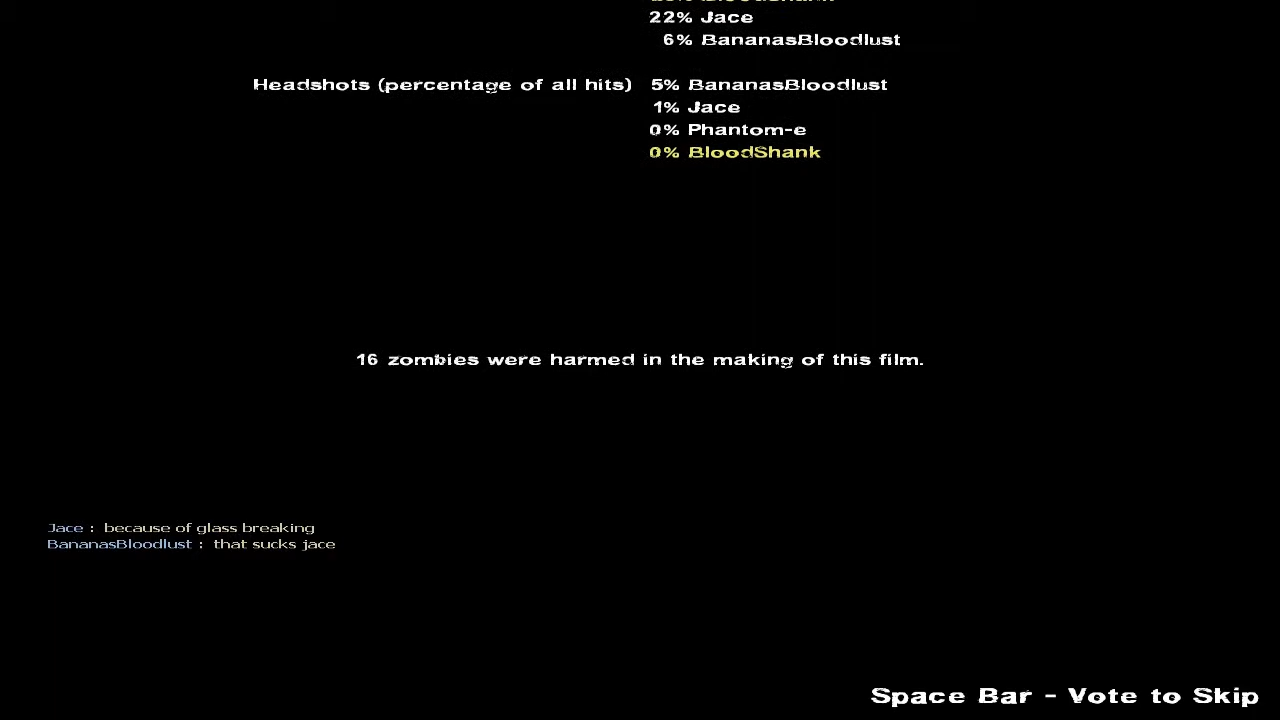 22% Jace
6% BananasBloodlust
Headshots (percentage of all hits) 5% BananasBloodlust
1% Jace
0% Phantom-e
0% BloodShank
16 zombies were harmed in the making of this film.
Jace : because of glass breaking
BananasBloodlust : that sucks jace
Space Bar - Vote to Skip